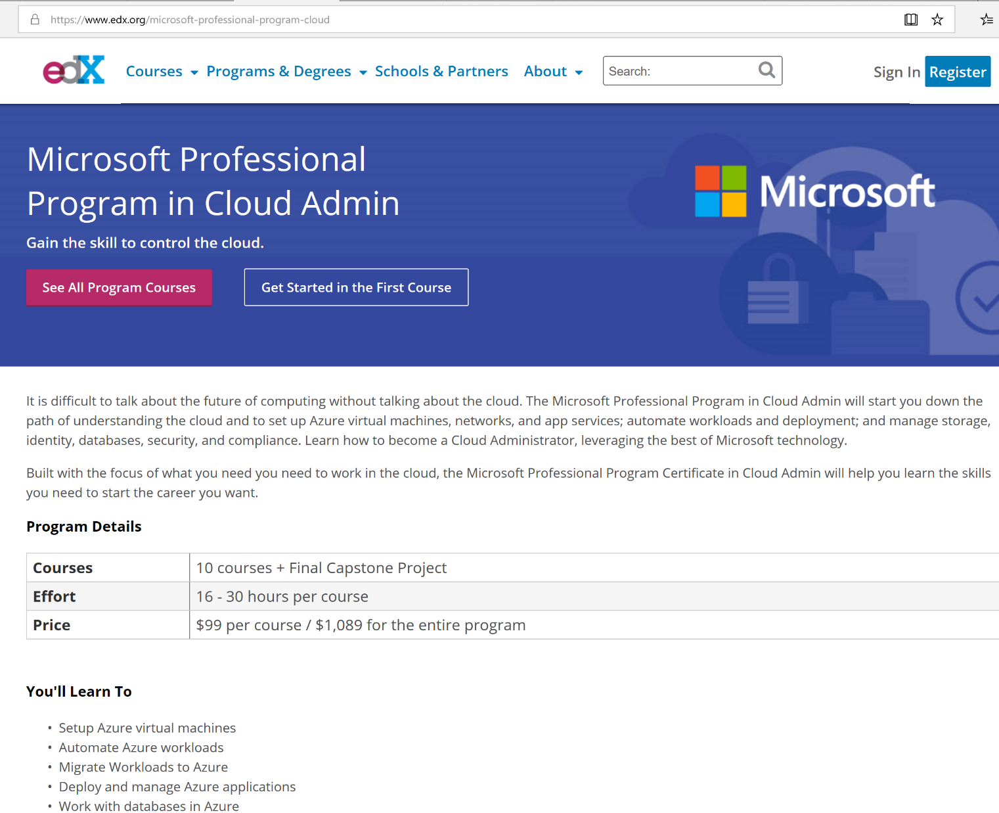 https://www.edx.org/microsoft-professional-program-cloud
edX Courses Programs & Degrees Schools & Partners About Search: Sign In Register
Microsoft Professional
Program in Cloud Admin
Microsoft
Gain the skill to control the cloud.
See All Program Courses Get Started in the First Course
It is difficult to talk about the future of computing without talking about the cloud. The Microsoft Professional Program in Cloud Admin will start you down the
path of understanding the cloud and to set up Azure virtual machines, networks, and app services; automate workloads and deployment; and manage storage,
identity, databases, security, and compliance. Learn how to become a Cloud Administrator, leveraging the best of Microsoft technology.
Built with the focus of what you need you need to work in the cloud, the Microsoft Professional Program Certificate in Cloud Admin will help you learn the skills
you need to start the career you want.
Program Details
Courses 10 courses + Final Capstone Project
Effort 16 - 30 hours per course
Price $99 per course / $1,089 for the entire program
You'll Learn To
• Setup Azure virtual machines
• Automate Azure workloads
• Migrate Workloads to Azure
• Deploy and manage Azure applications
• Work with databases in Azure